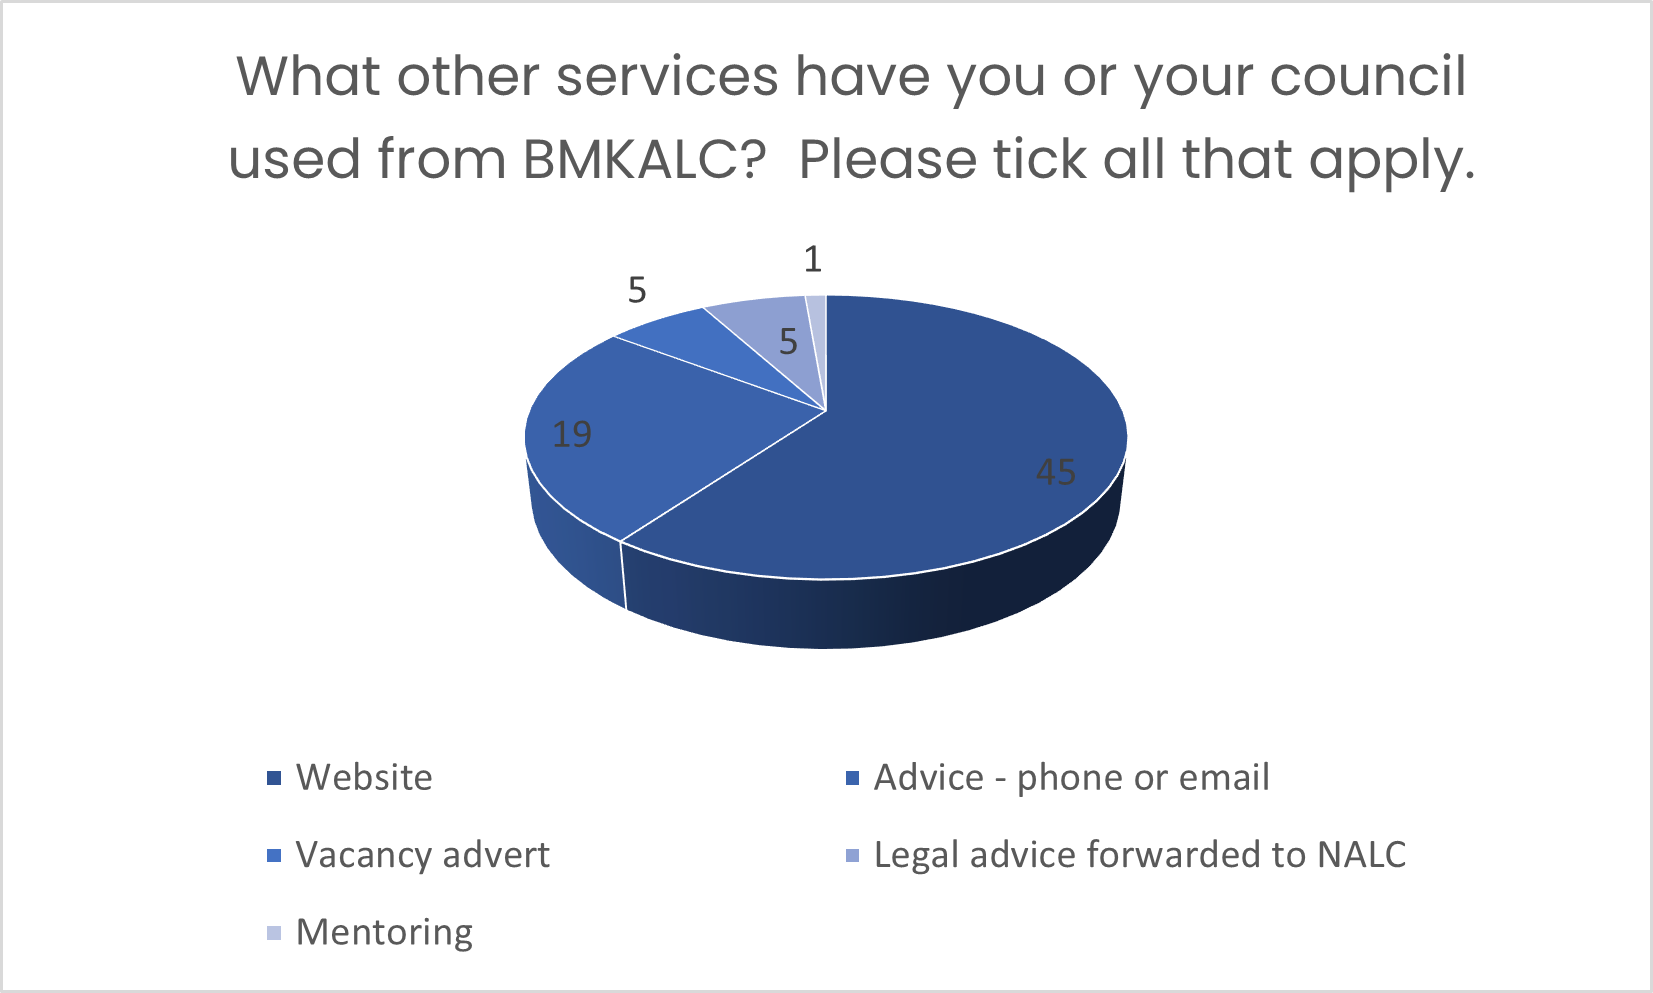 What other services have you or your council
used from BMKALC?  Please tick all that apply.
1
5
5
19
45
Website
Advice - phone or email
Vacancy advert
Legal advice forwarded to NALC
Mentoring